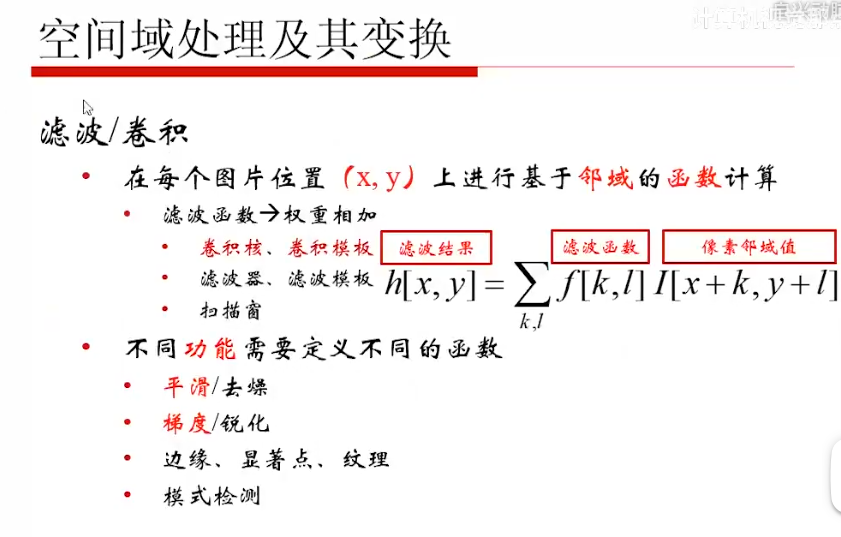 空间域处理及其变换
滤波/卷积
• 在每个图片位置（x, y）上进行基于邻域的函数计算
• 滤波函数→权重相加
• 卷积核、卷积模板
• 滤波器、滤波模板
• 扫描窗
滤波结果 滤波函数 像素邻域值
h[x, y] = ∑ f[k,l] I[x+k, y+l]
k,l
• 不同功能需要定义不同的函数
• 平滑/去燥
• 梯度/锐化
• 边缘、显著点、纹理
• 模式检测